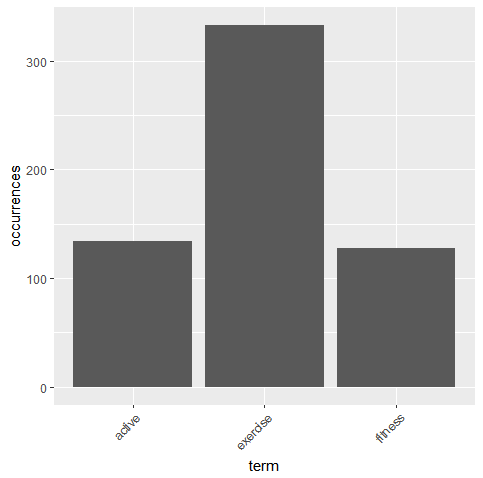 300
200
100
0
occurrences
active
exercise
fitness
term